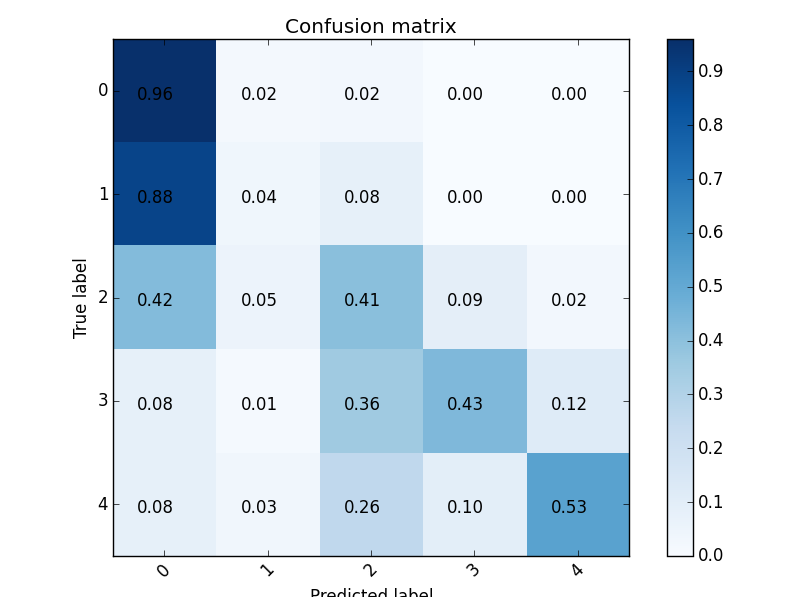 Confusion matrix
True label
0 0.96 0.02 0.02 0.00 0.00
1 0.88 0.04 0.08 0.00 0.00
2 0.42 0.05 0.41 0.09 0.02
3 0.08 0.01 0.36 0.43 0.12
4 0.08 0.03 0.26 0.10 0.53
0 1 2 3 4
Predicted label
0.9
0.8
0.7
0.6
0.5
0.4
0.3
0.2
0.1
0.0